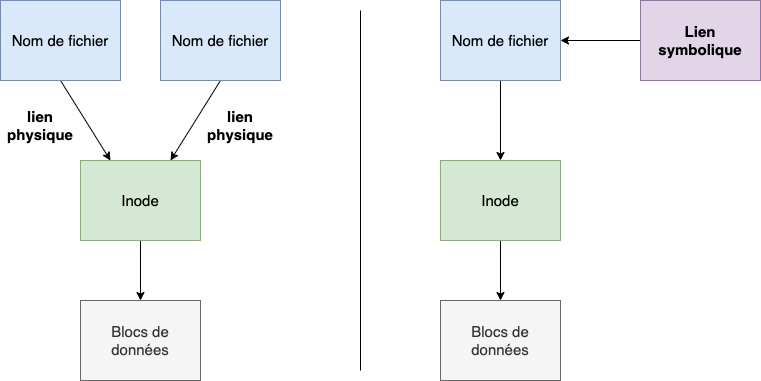 Nom de fichier
Nom de fichier
lien
physique
lien
physique
Inode
Blocs de
données
Nom de fichier
Lien
symbolique
Inode
Blocs de
données